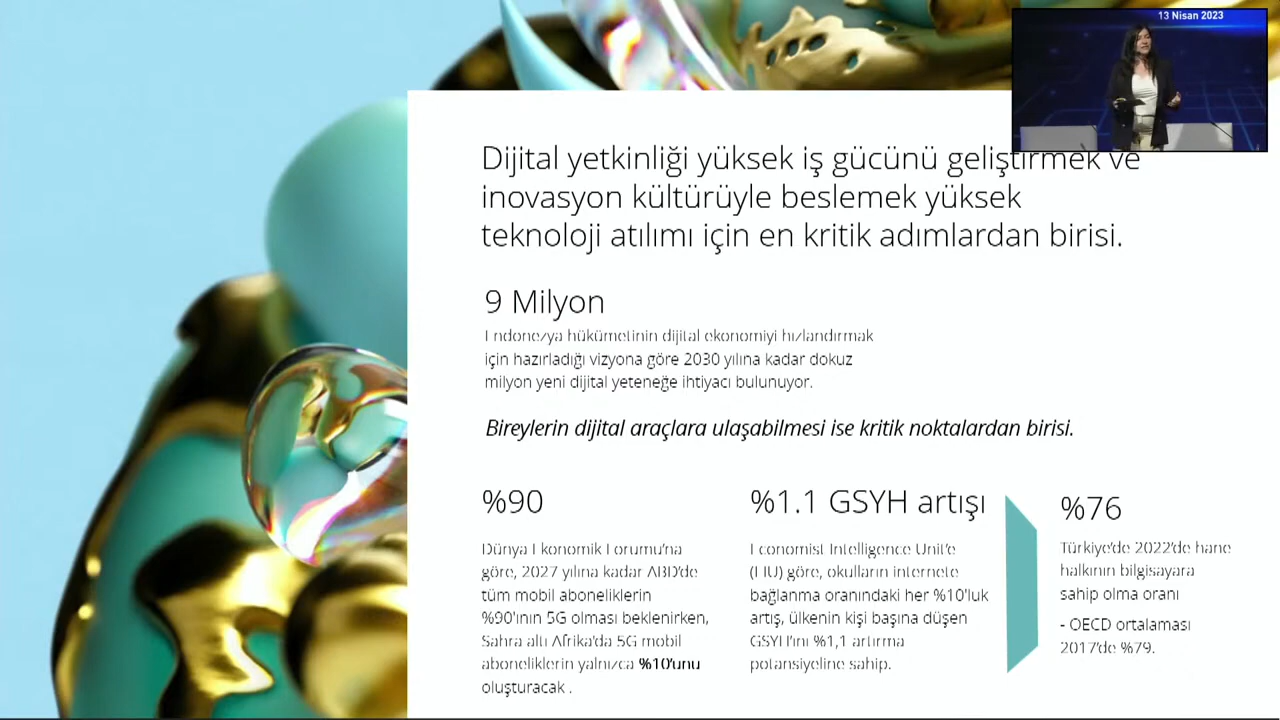 13 Nisan 2023
Dijital yetkinliği yüksek iş gücünü geliştirmek ve
inovasyon kültürüyle beslemek yüksek
teknoloji atılımı için en kritik adımlardan birisi.
9 Milyon
Endonezya hükümetinin dijital ekonomiyi hızlandırmak
için hazırladığı vizyona göre 2030 yılına kadar dokuz
milyon yeni dijital yeteneğe ihtiyacı bulunuyor.
Bireylerin dijital araçlara ulaşabilmesi ise kritik noktalardan birisi.
%90
Dünya Ekonomik Forumu'na
göre, 2027 yılına kadar ABD'de
tüm mobil aboneliklerin
%90'ının 5G olması beklenirken,
Sahra altı Afrika'da 5G mobil
aboneliklerin yalnızca %10'unu
oluşturacak .
%1.1 GSYH artışı
Economist Intelligence Unit'e
(EIU) göre, okulların internete
bağlanma oranındaki her %10'luk
artış, ülkenin kişi başına düşen
GSYH'ını %1,1 artırma
potansiyeline sahip.
%76
Türkiye'de 2022'de hane
halkının bilgisayara
sahip olma oranı
- OECD ortalaması
2017'de %79.